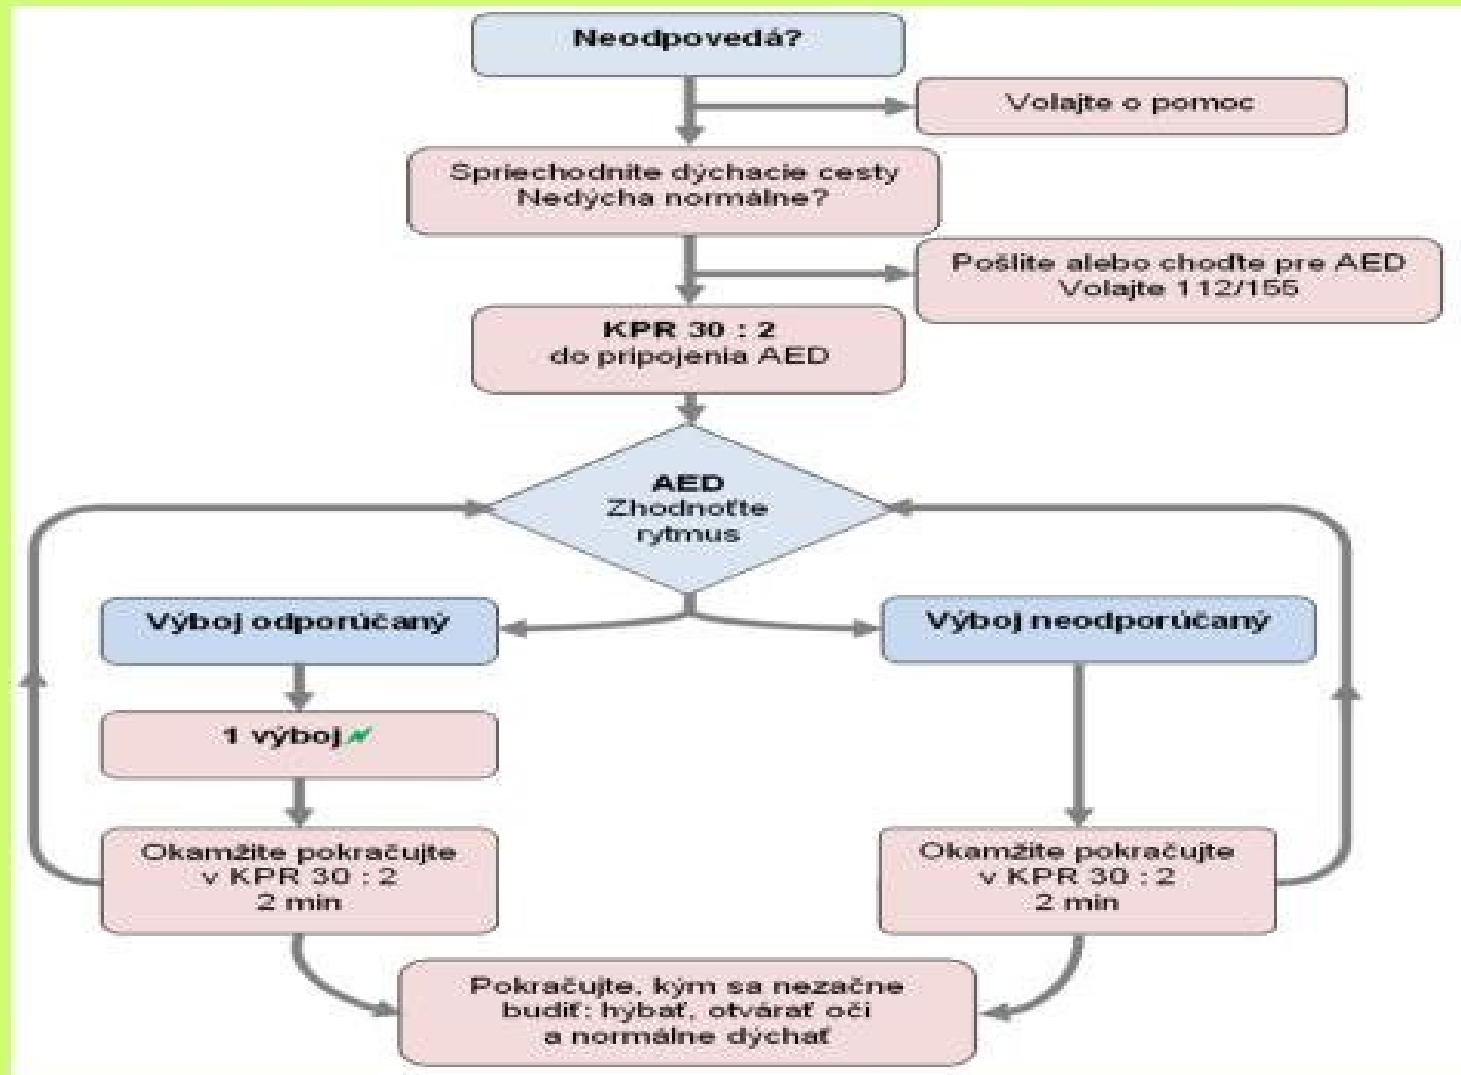 Neodpovedá?
Volajte o pomoc
Spriechodnite dýchacie cesty
Nedýcha normálne?
Pošlite alebo choďte pre AED
Volajte 112/155
KPR 30 : 2
do pripojenia AED
AED
Zhodnoťte
rytmus
Výboj odporúčaný
Výboj neodporúčaný
1 výboj
Okamžite pokračujte
v KPR 30 : 2
2 min
Okamžite pokračujte
v KPR 30 : 2
2 min
Pokračujte, kým sa nezačne
budiť: hýbať, otvárať oči
a normálne dýchať